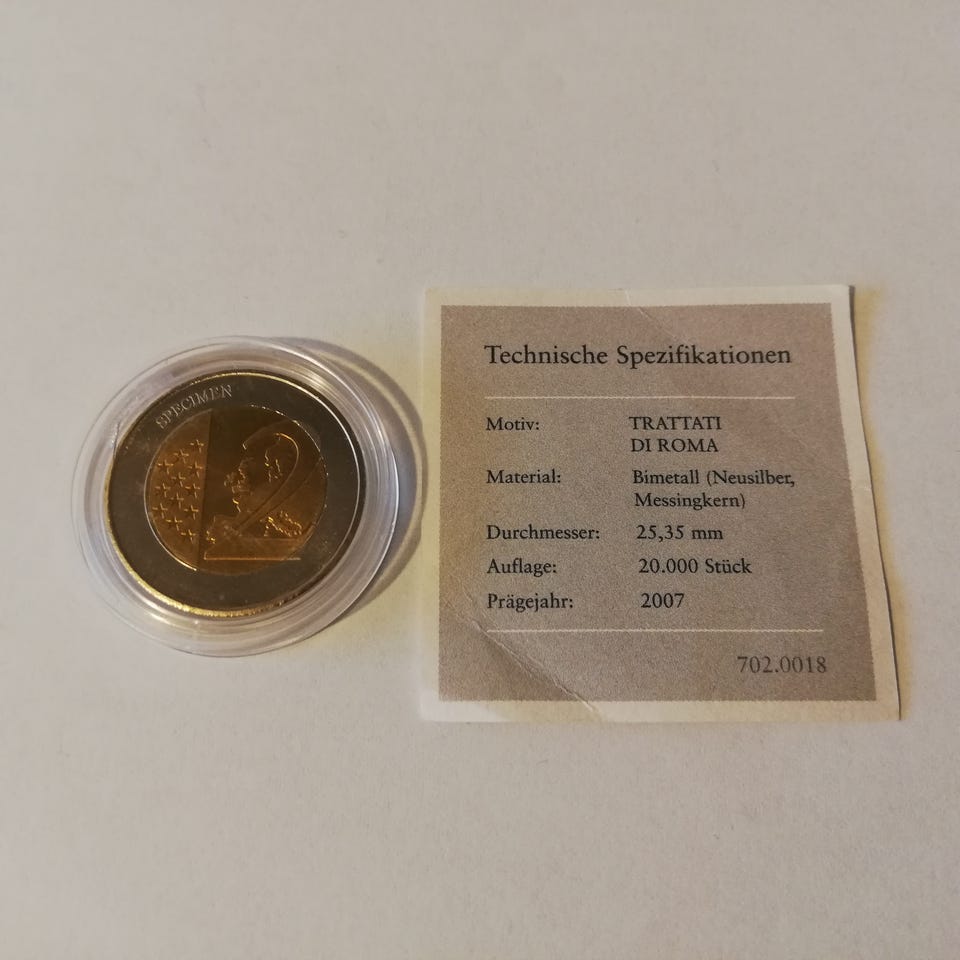 SPECIMEN
2
Technische Spezifikationen
Motiv: TRATTATI
DI ROMA
Material: Bimetall (Neusilber,
Messingkern)
Durchmesser: 25,35 mm
Auflage: 20.000 Stück
Prägejahr: 2007
702.0018